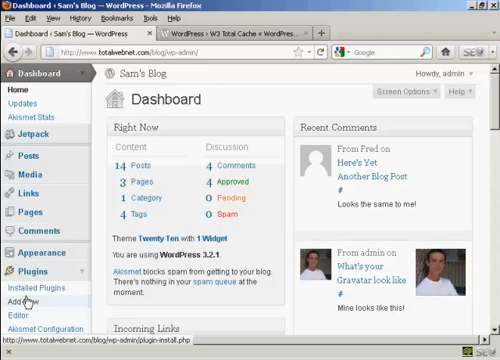 Dashboard ‹ Sam's Blog — WordPress - Mozilla Firefox
File Edit View History Bookmarks Tools Help
Dashboard ‹ Sam's Blog — WordPress
WordPress › W3 Total Cache « WordPress...
http://www.totalwebnet.com/blog/wp-admin/
Google
Dashboard
Home
Updates
Akismet Stats
Jetpack
Posts
Media
Links
Pages
Comments
Appearance
Plugins
Installed Plugins
Editor
Akismet Configuration
http://www.totalwebnet.com/blog/wp-admin/plugin-install.php
Sam's Blog
Howdy, admin
Screen Options
Help
Dashboard
Right Now
Content
Discussion
14 Posts
4 Comments
3 Pages
4 Approved
1 Category
0 Pending
4 Tags
0 Spam
Theme Twenty Ten with 1 Widget
You are using WordPress 3.2.1.
Akismet blocks spam from getting to your blog.
There's nothing in your spam queue at the
moment.
Incoming Links
Recent Comments
From Fred on
Here's Yet
Another Blog Post
#
Looks the same to me!
From admin on
What's your
Gravatar look like
#
Mine looks like this!